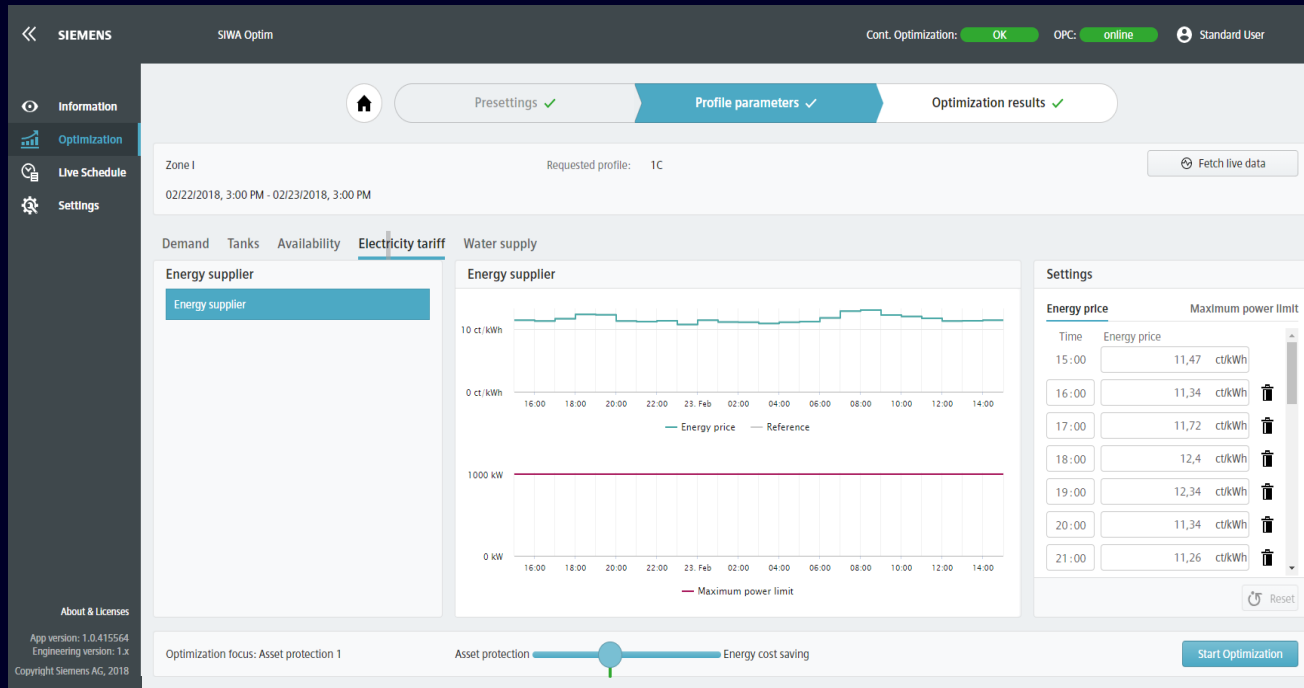 SIEMENS
SIWA Optim
Cont. Optimization: OK OPC: online Standard User
Information
Optimization
Live Schedule
Settings
Presettings
Profile parameters
Optimization results
Zone I
Requested profile: 1C
Fetch live data
02/22/2018, 3:00 PM - 02/23/2018, 3:00 PM
Demand Tanks Availability Electricity tariff Water supply
Energy supplier
Energy supplier
Energy supplier
10 ct/kWh
0 ct/kWh
16:00 18:00 20:00 22:00 23. Feb 02:00 04:00 06:00 08:00 10:00 12:00 14:00
Energy price Reference
1000 kW
0 kW
16:00 18:00 20:00 22:00 23. Feb 02:00 04:00 06:00 08:00 10:00 12:00 14:00
Maximum power limit
Settings
Energy price Maximum power limit
Time Energy price
15:00 11,47 ct/kWh
16:00 11,34 ct/kWh
17:00 11,72 ct/kWh
18:00 12,4 ct/kWh
19:00 12,34 ct/kWh
20:00 11,34 ct/kWh
21:00 11,26 ct/kWh
Reset
About & Licenses
App version: 1.0.415564
Engineering version: 1.x
Copyright Siemens AG, 2018
Optimization focus: Asset protection 1
Asset protection Energy cost saving
Start Optimization